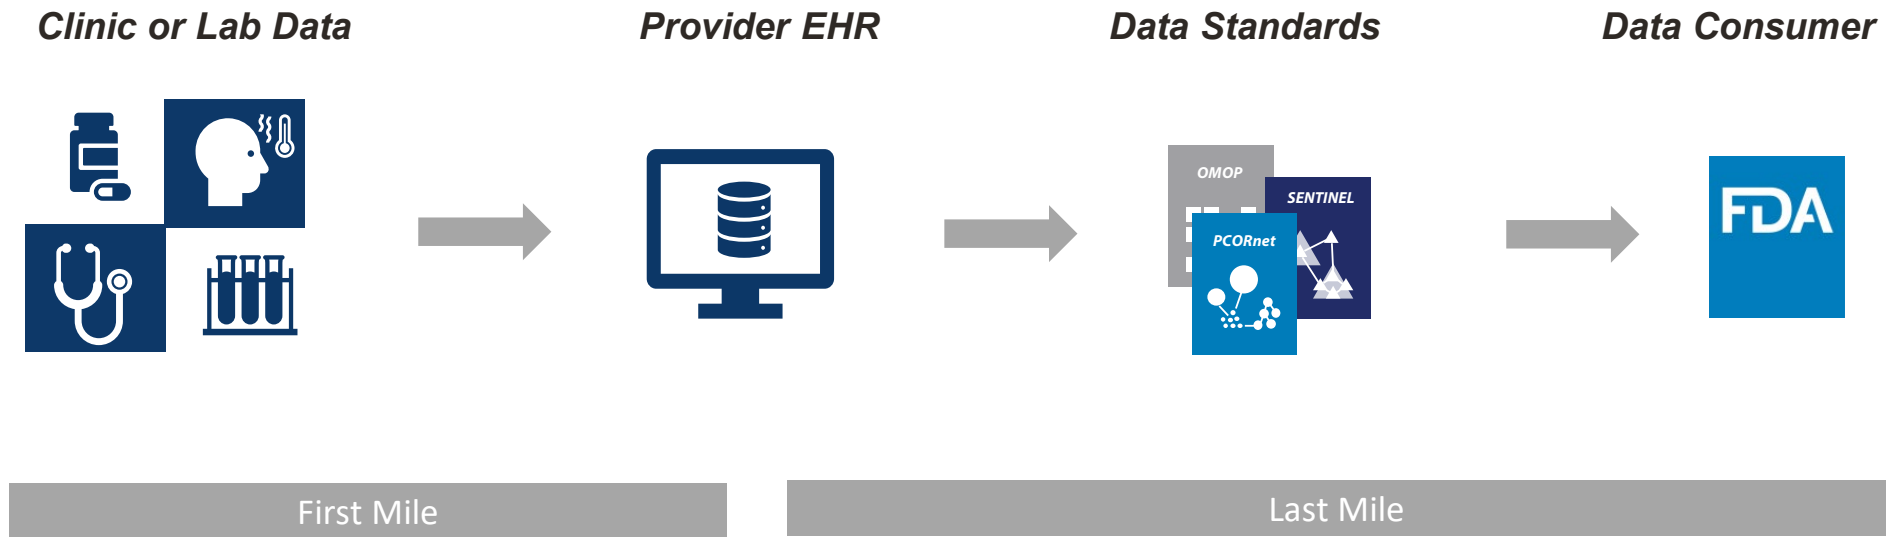 Clinic or Lab Data
Provider EHR
Data Standards
Data Consumer
OMOP
SENTINEL
PCORnet
FDA
First Mile
Last Mile